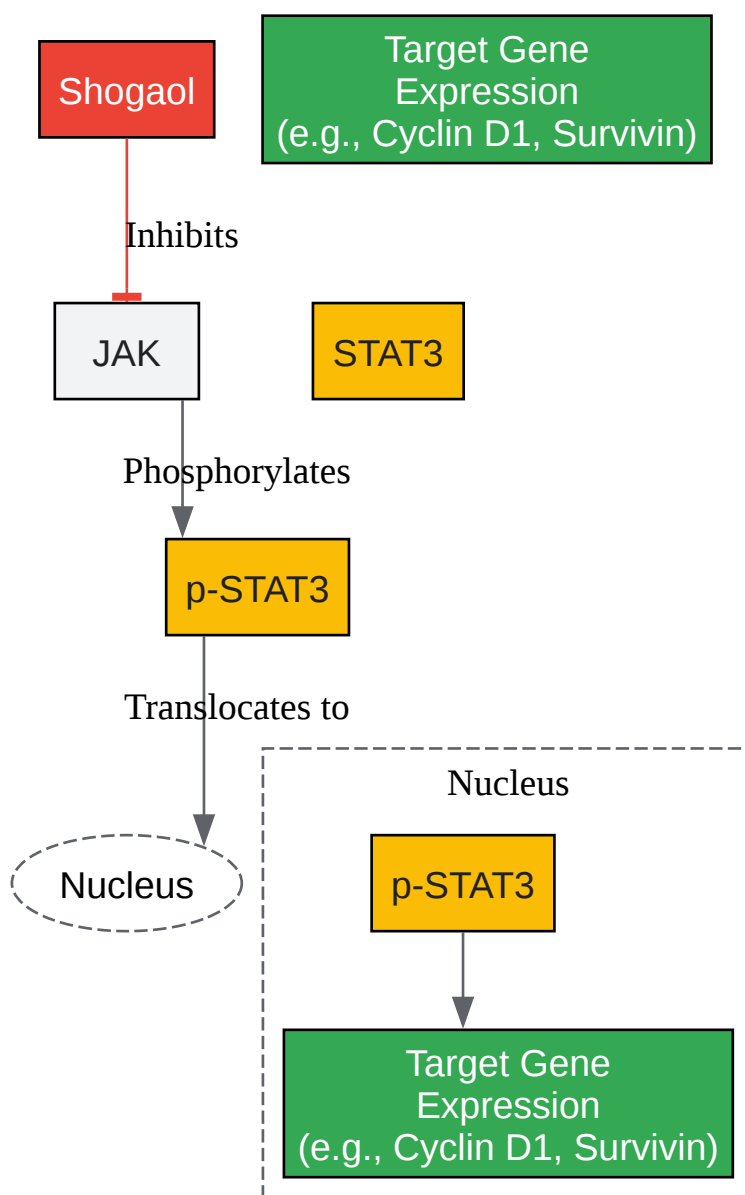 Shogaol
Target Gene
Expression
(e.g., Cyclin D1, Survivin)
Inhibits
JAK
STAT3
Phosphorylates
p-STAT3
Translocates to
Nucleus
Nucleus
p-STAT3
Target Gene
Expression
(e.g., Cyclin D1, Survivin)